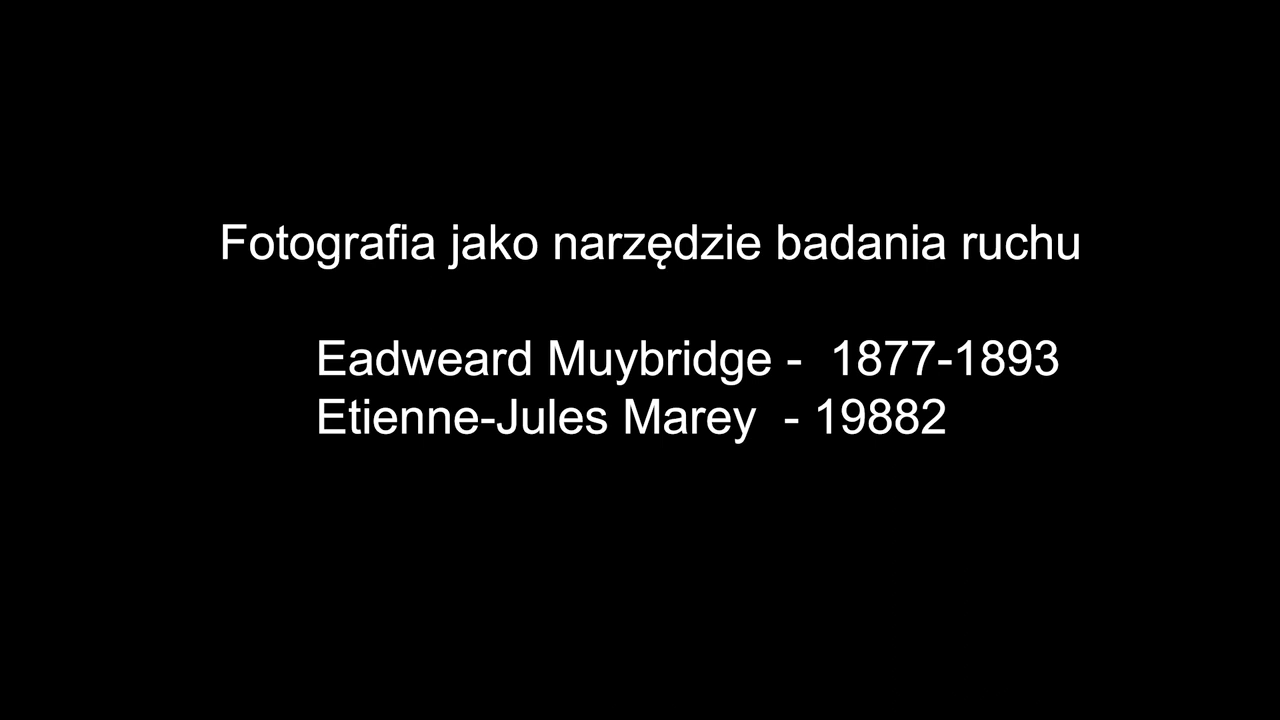 Fotografia jako narzędzie badania ruchu
Eadweard Muybridge - 1877-1893
Etienne-Jules Marey - 19882